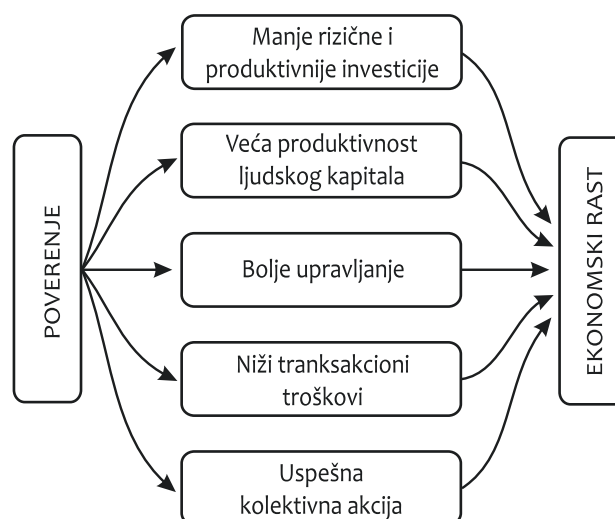 Manje rizične i
produktivnije investicije
Veća produktivnost
ljudskog kapitala
POVERENJE
Bolje upravljanje
EKONOMSKI RAST
Niži tranksakcioni
troškovi
Uspešna
kolektivna akcija